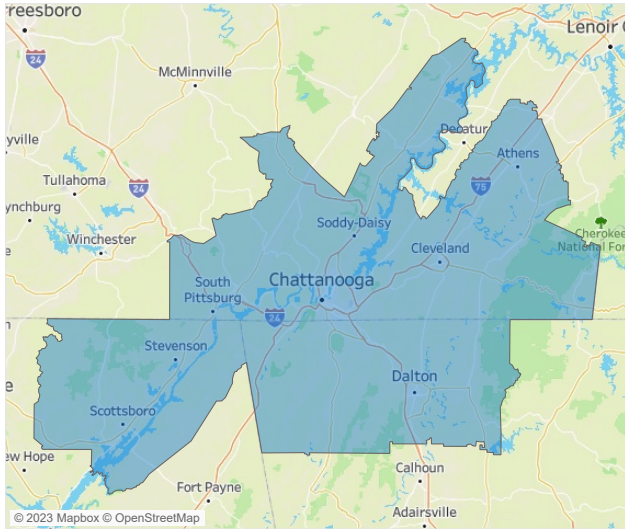 reesboro
Lenoir C
24
McMinnville
Decatur
yville
Athens
Tullahoma
24
75
ynchburg
Soddy-Daisy
Cherokee
National Fore
Winchester
Cleveland
e
South
Pittsburg
Chattanooga
n
24
Stevenson
Dalton
e
Scottsboro
ew Hope
Calhoun
Fort Payne
Adairsville
© 2023 Mapbox © OpenStreetMap